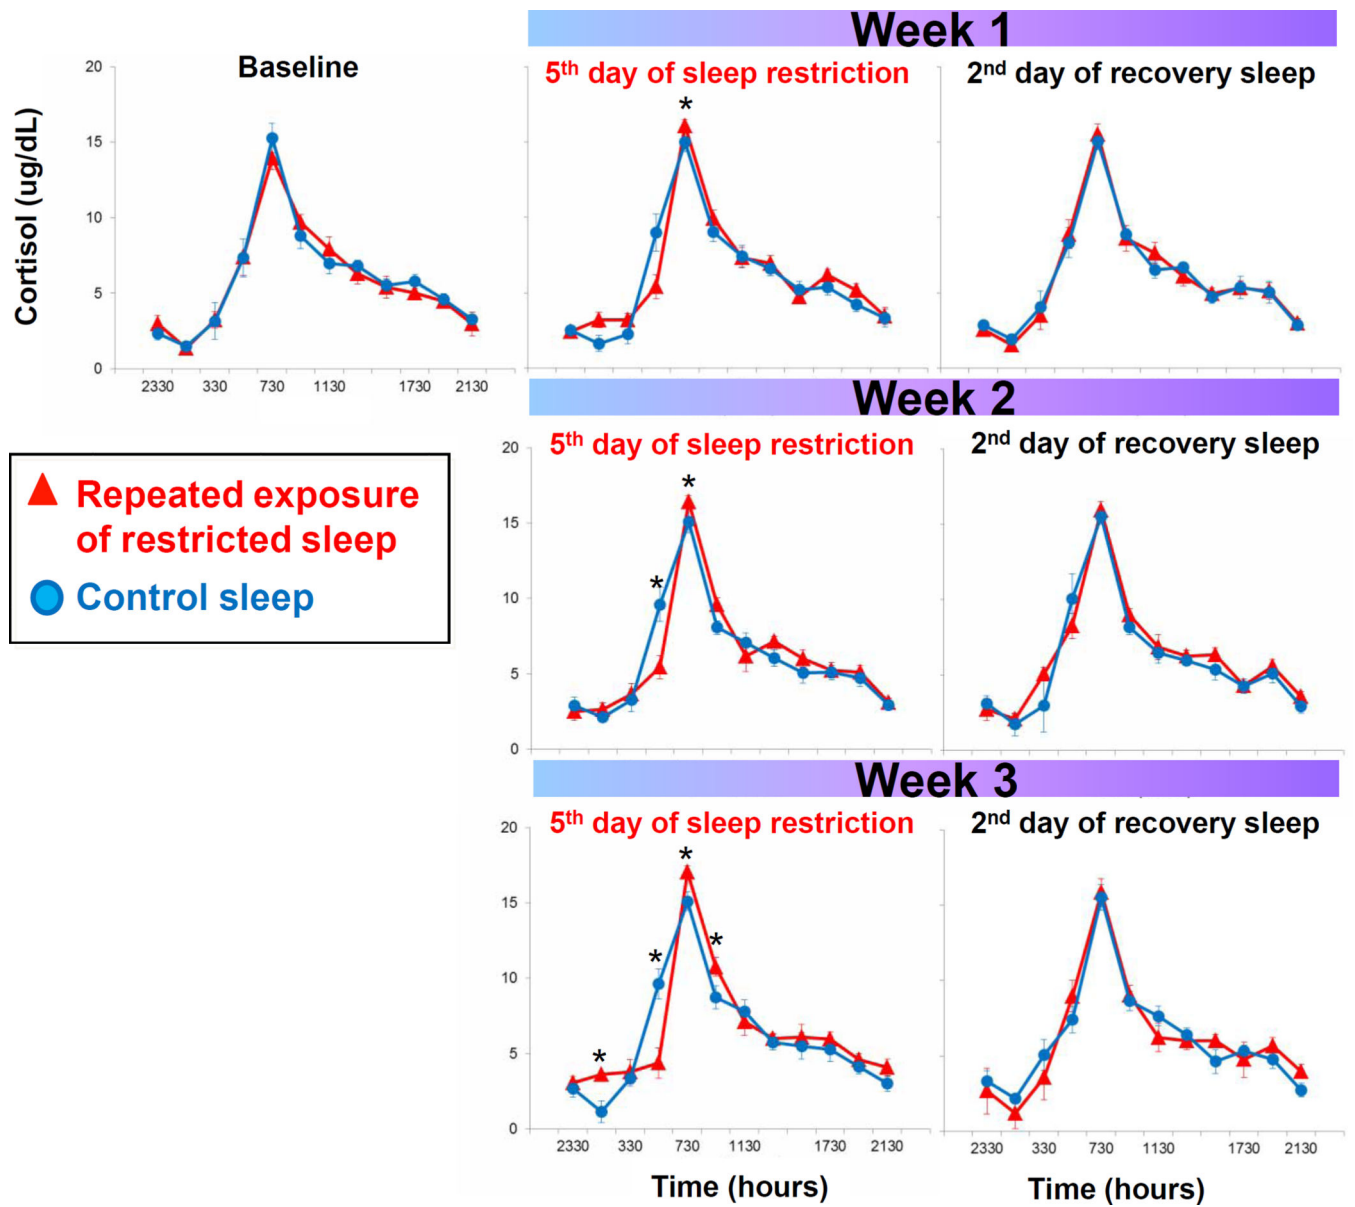 Week 1
Baseline
5th day of sleep restriction
2nd day of recovery sleep
Cortisol (ug/dL)
20
15
10
5
0
2330 330 730 1130 1730 2130
*
Week 2
5th day of sleep restriction
2nd day of recovery sleep
20
15
10
5
0
*
*
Repeated exposure
of restricted sleep
Control sleep
Week 3
5th day of sleep restriction
2nd day of recovery sleep
20
15
10
5
0
*
*
*
*
2330 330 730 1130 1730 2130
2330 330 730 1130 1730 2130
Time (hours)
Time (hours)